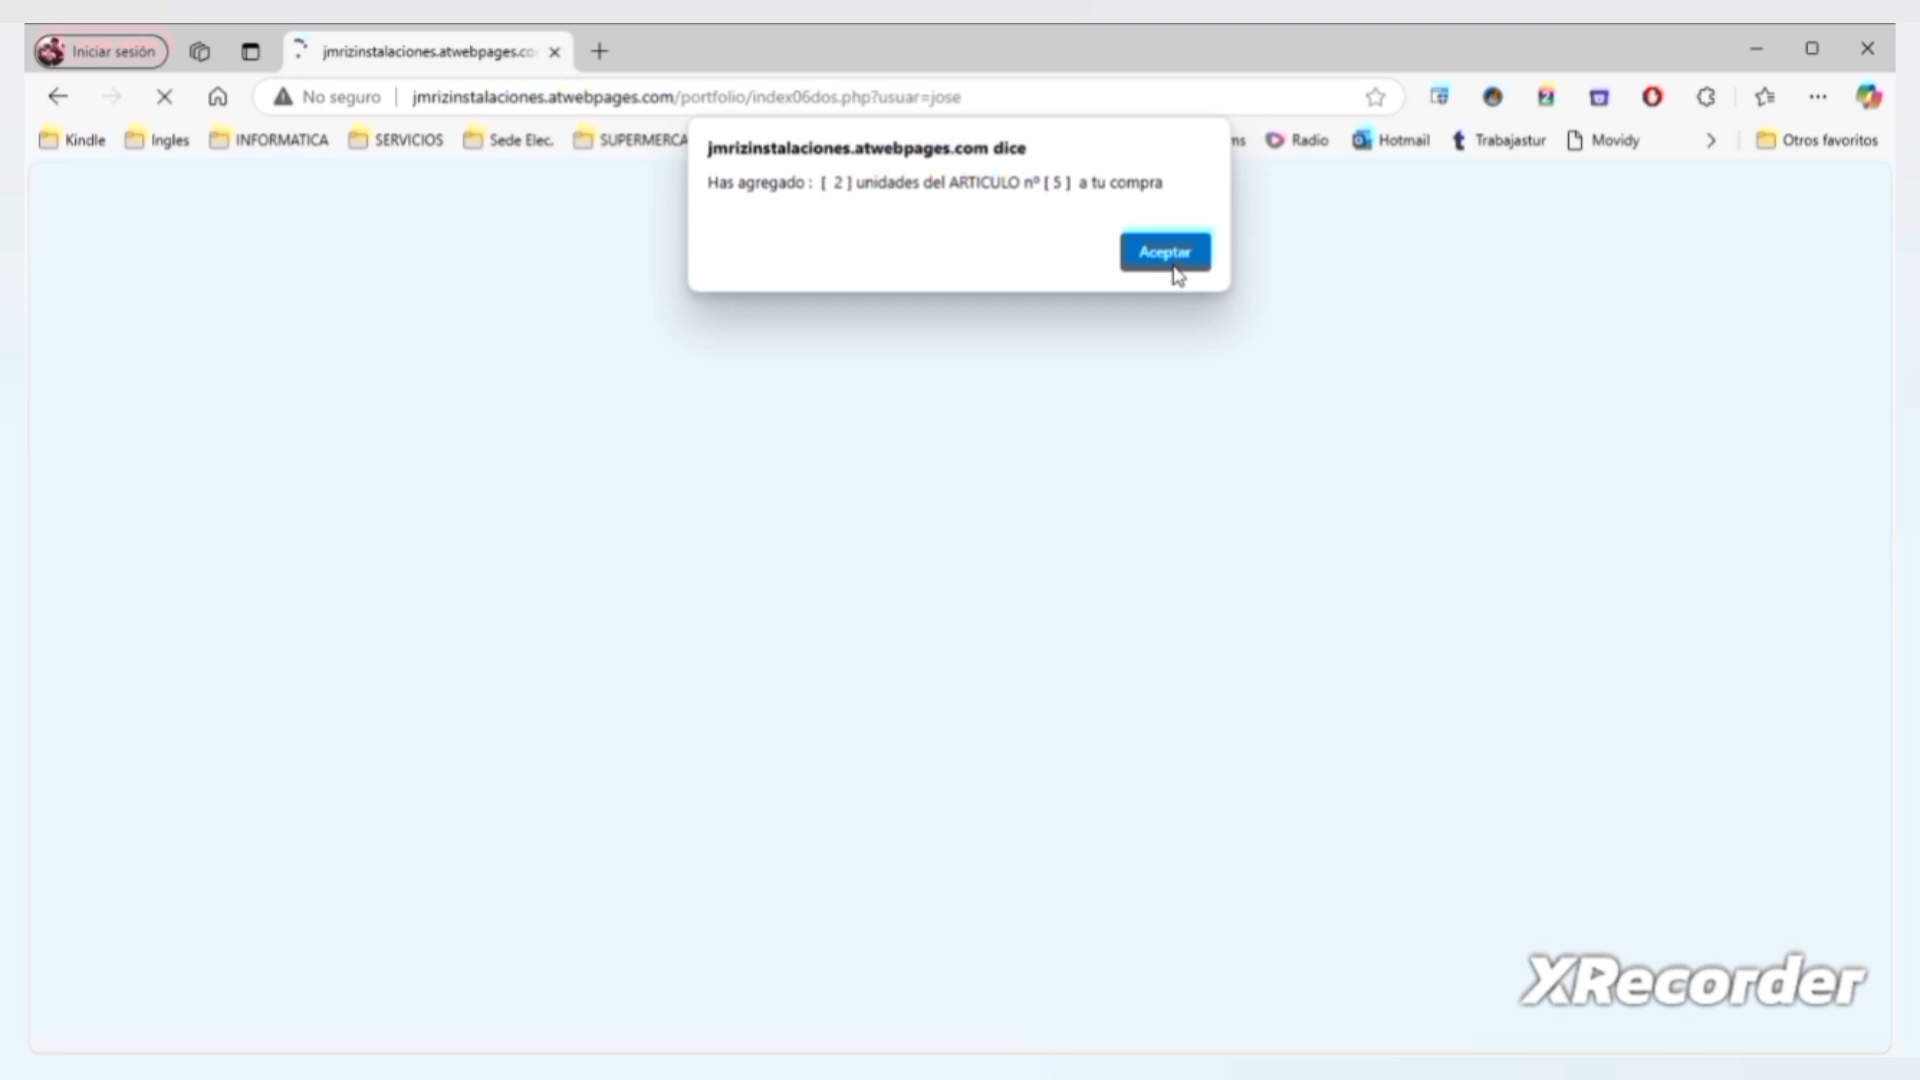 Iniciar sesión
jmrizinstalaciones.atwebpages.co
No seguro
jmrizinstalaciones.atwebpages.com/portfolio/index06dos.php?usuar=jose
Kindle
Ingles
INFORMATICA
SERVICIOS
Sede Elec.
SUPERMERCA
ms
Radio
Hotmail
Trabajastur
Movidy
Otros favoritos
jmrizinstalaciones.atwebpages.com dice
Has agregado : [ 2 ] unidades del ARTICULO nº [ 5 ] a tu compra
Aceptar
XRecorder